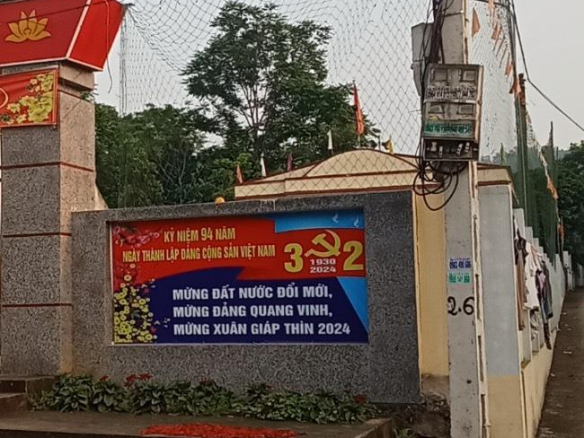 KỶ NIỆM 94 NĂM
NGÀY THÀNH LẬP ĐẢNG CỘNG SẢN VIỆT NAM
3 2
1930
2024
MỪNG ĐẤT NƯỚC ĐỔI MỚI,
MỪNG ĐẢNG QUANG VINH,
MỪNG XUÂN GIÁP THÌN 2024
2.6